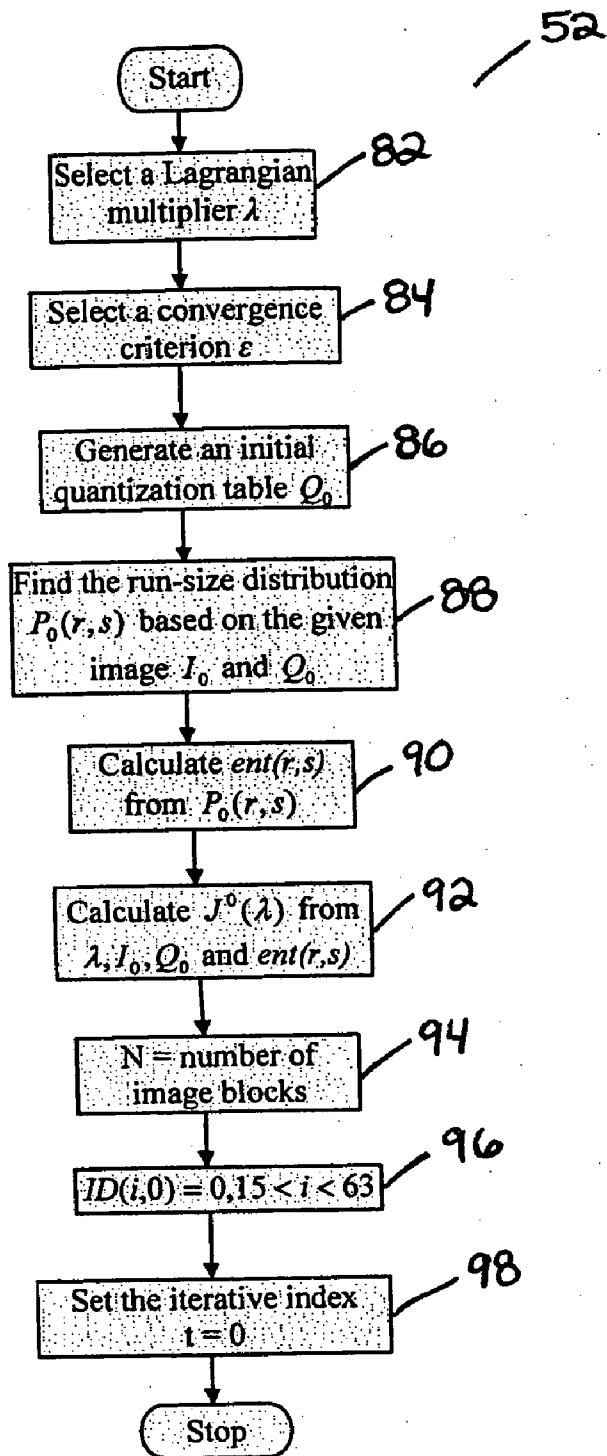 52
Start
82
Select a Lagrangian
multiplier λ
84
Select a convergence
criterion ε
86
Generate an initial
quantization table Q₀
88
Find the run-size distribution
P₀(r,s) based on the given
image I₀ and Q₀
90
Calculate ent(r,s)
from P₀(r,s)
92
Calculate J⁰(λ) from
λ, I₀, Q₀ and ent(r,s)
94
N = number of
image blocks
96
ID(i,0) = 0,15 < i < 63
98
Set the iterative index
t = 0
Stop